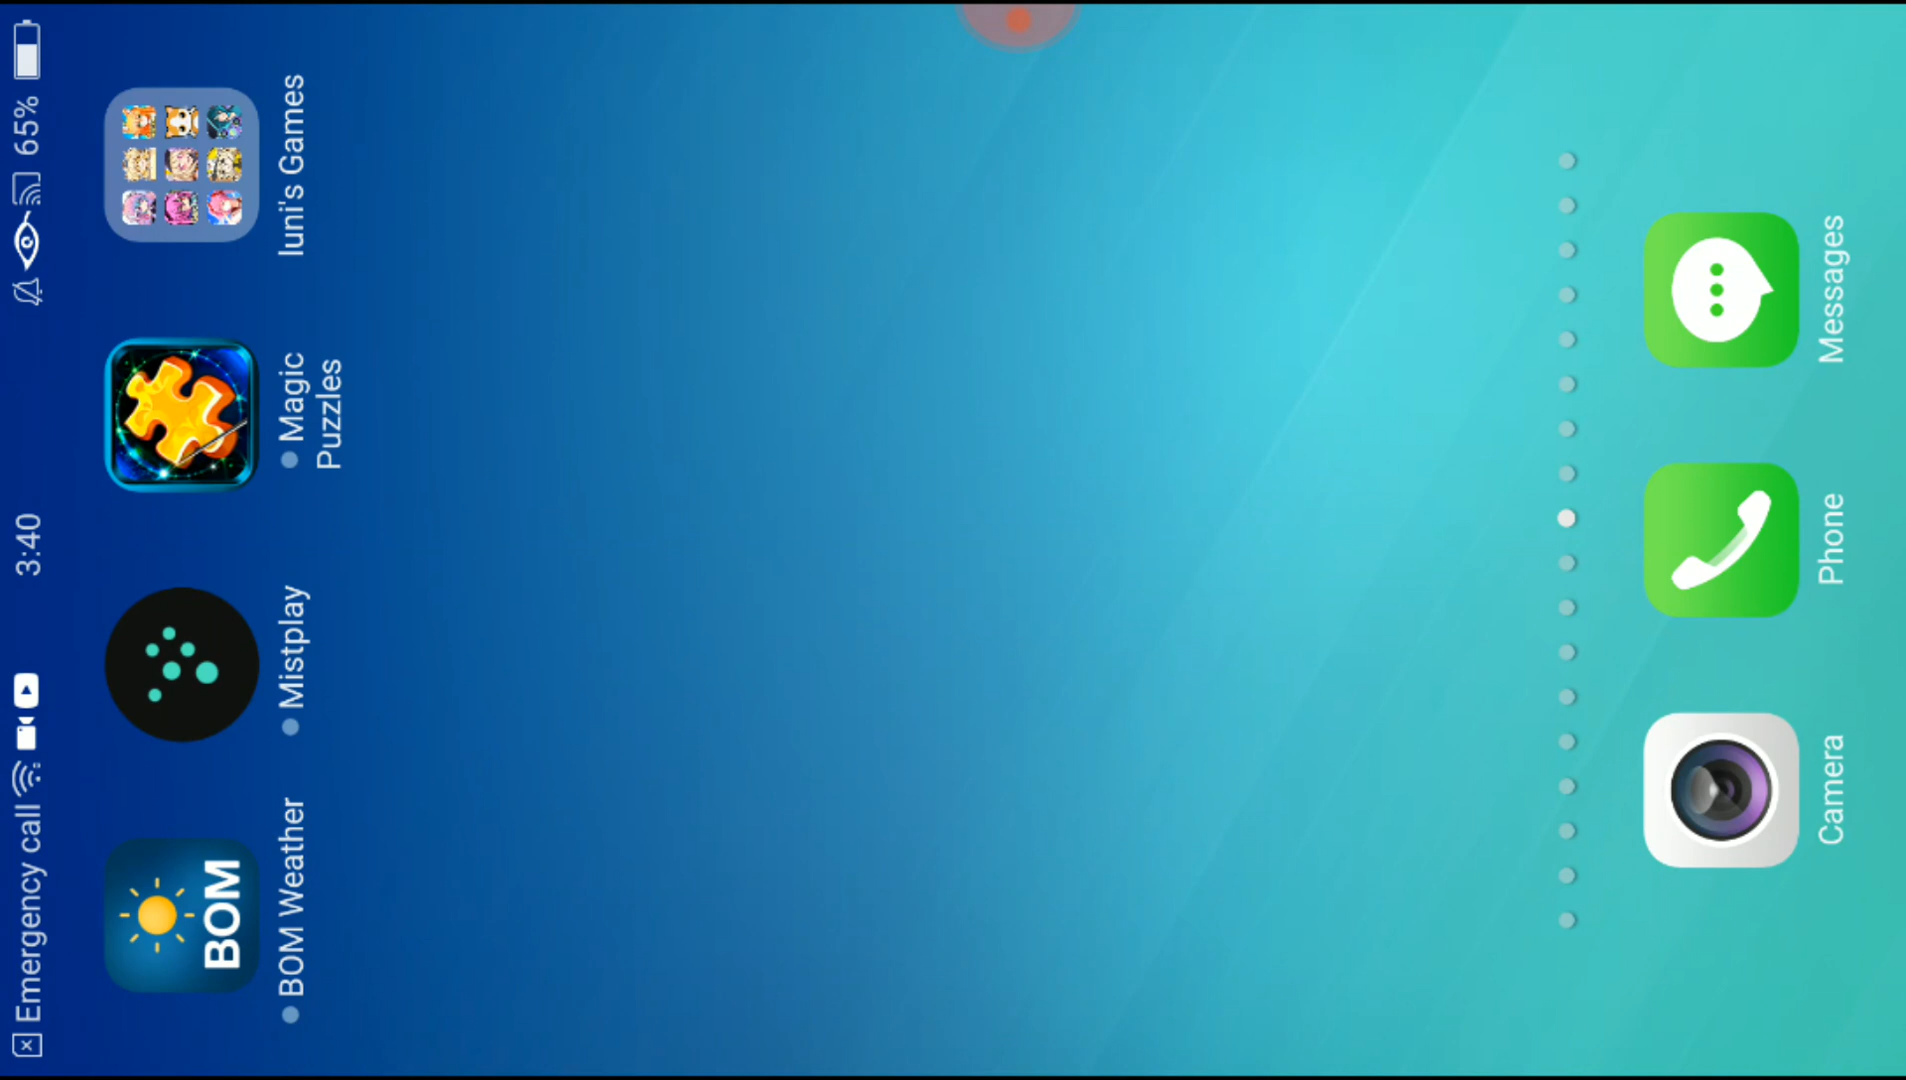 Emergency call 3:40 65%
BOM
BOM Weather
Mistplay
Magic
Puzzles
Iuni's Games
Camera
Phone
Messages